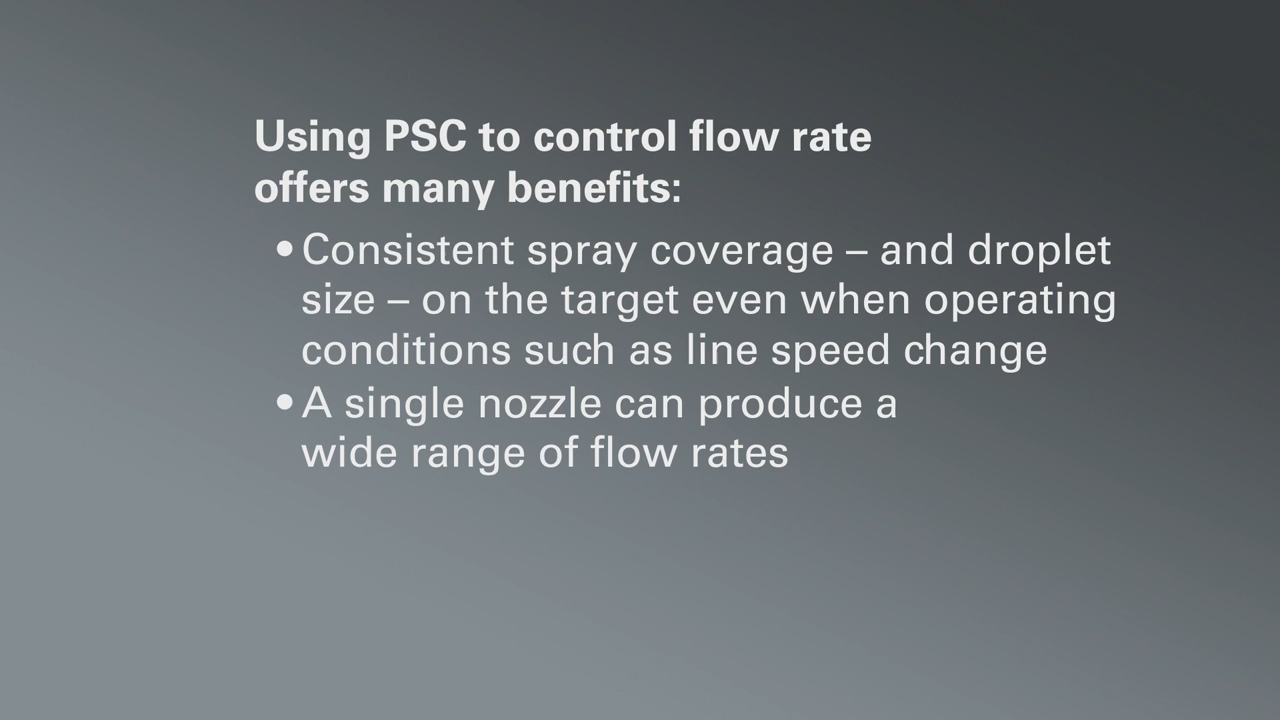 Using PSC to control flow rate
offers many benefits:
•Consistent spray coverage – and droplet
size – on the target even when operating
conditions such as line speed change
•A single nozzle can produce a
wide range of flow rates